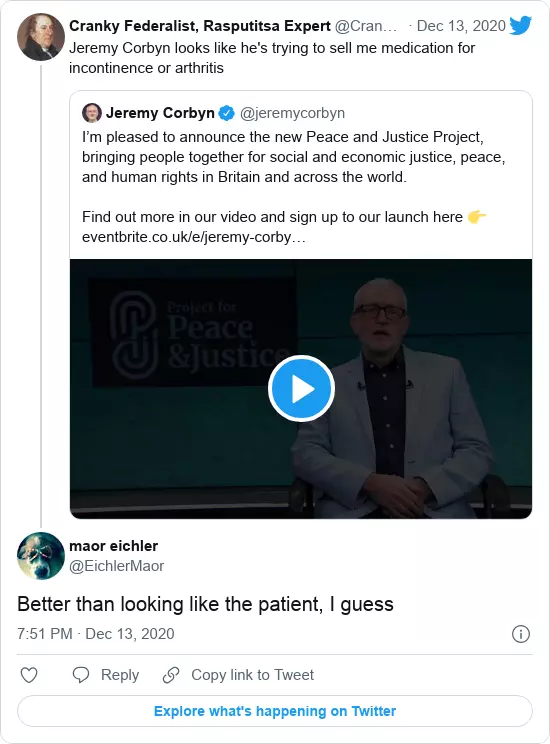 Cranky Federalist, Rasputitsa Expert @Cran… · Dec 13, 2020
Jeremy Corbyn looks like he's trying to sell me medication for
incontinence or arthritis
Jeremy Corbyn @jeremycorbyn
I’m pleased to announce the new Peace and Justice Project,
bringing people together for social and economic justice, peace,
and human rights in Britain and across the world.
Find out more in our video and sign up to our launch here 👉
eventbrite.co.uk/e/jeremy-corby…
Project for
Peace
&Justice
maor eichler
@EichlerMaor
Better than looking like the patient, I guess
7:51 PM · Dec 13, 2020
Reply
Copy link to Tweet
Explore what's happening on Twitter